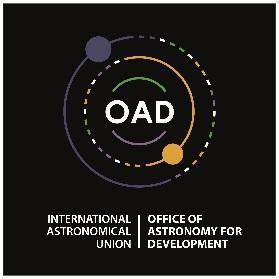 OAD
INTERNATIONAL
ASTRONOMICAL
UNION
OFFICE OF
ASTRONOMY FOR
DEVELOPMENT